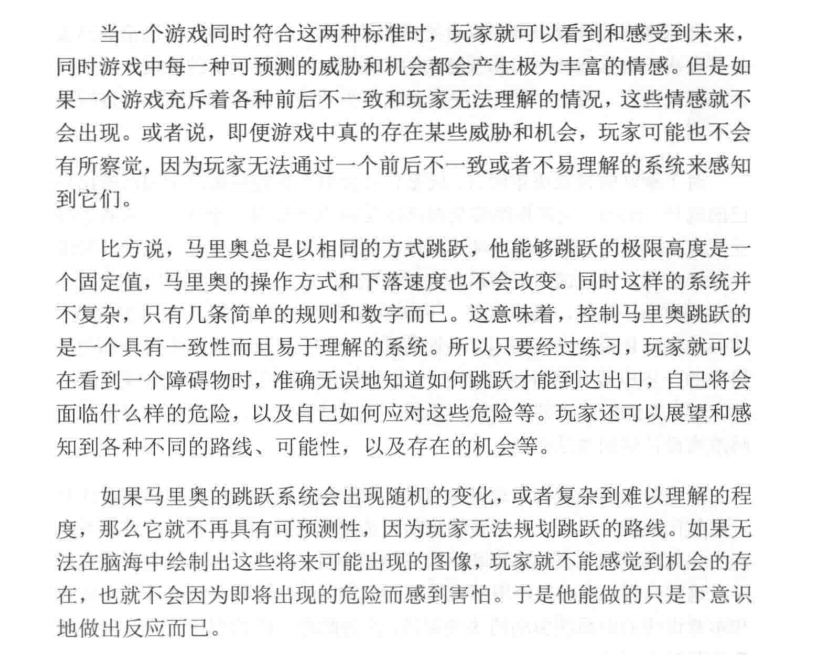 当一个游戏同时符合这两种标准时，玩家就可以看到和感受到未来，
同时游戏中每一种可预测的威胁和机会都会产生极为丰富的情感。但是如
果一个游戏充斥着各种前后不一致和玩家无法理解的情况，这些情感就不
会出现。或者说，即便游戏中真的存在某些威胁和机会，玩家可能也不会
有所察觉，因为玩家无法通过一个前后不一致或者不易理解的系统来感知
到它们。
比方说，马里奥总是以相同的方式跳跃，他能够跳跃的极限高度是一
个固定值，马里奥的操作方式和下落速度也不会改变。同时这样的系统并
不复杂，只有几条简单的规则和数字而已。这意味着，控制马里奥跳跃的
是一个具有一致性而且易于理解的系统。所以只要经过练习，玩家就可以
在看到一个障碍物时，准确无误地知道如何跳跃才能到达出口，自己将会
面临什么样的危险，以及自己如何应对这些危险等。玩家还可以展望和感
知到各种不同的路线、可能性，以及存在的机会等。
如果马里奥的跳跃系统会出现随机的变化，或者复杂到难以理解的程
度，那么它就不再具有可预测性，因为玩家无法规划跳跃的路线。如果无
法在脑海中绘制出这些将来可能出现的图像，玩家就不能感觉到机会的存
在，也就不会因为即将出现的危险而感到害怕。于是他能做的只是下意识
地做出反应而已。